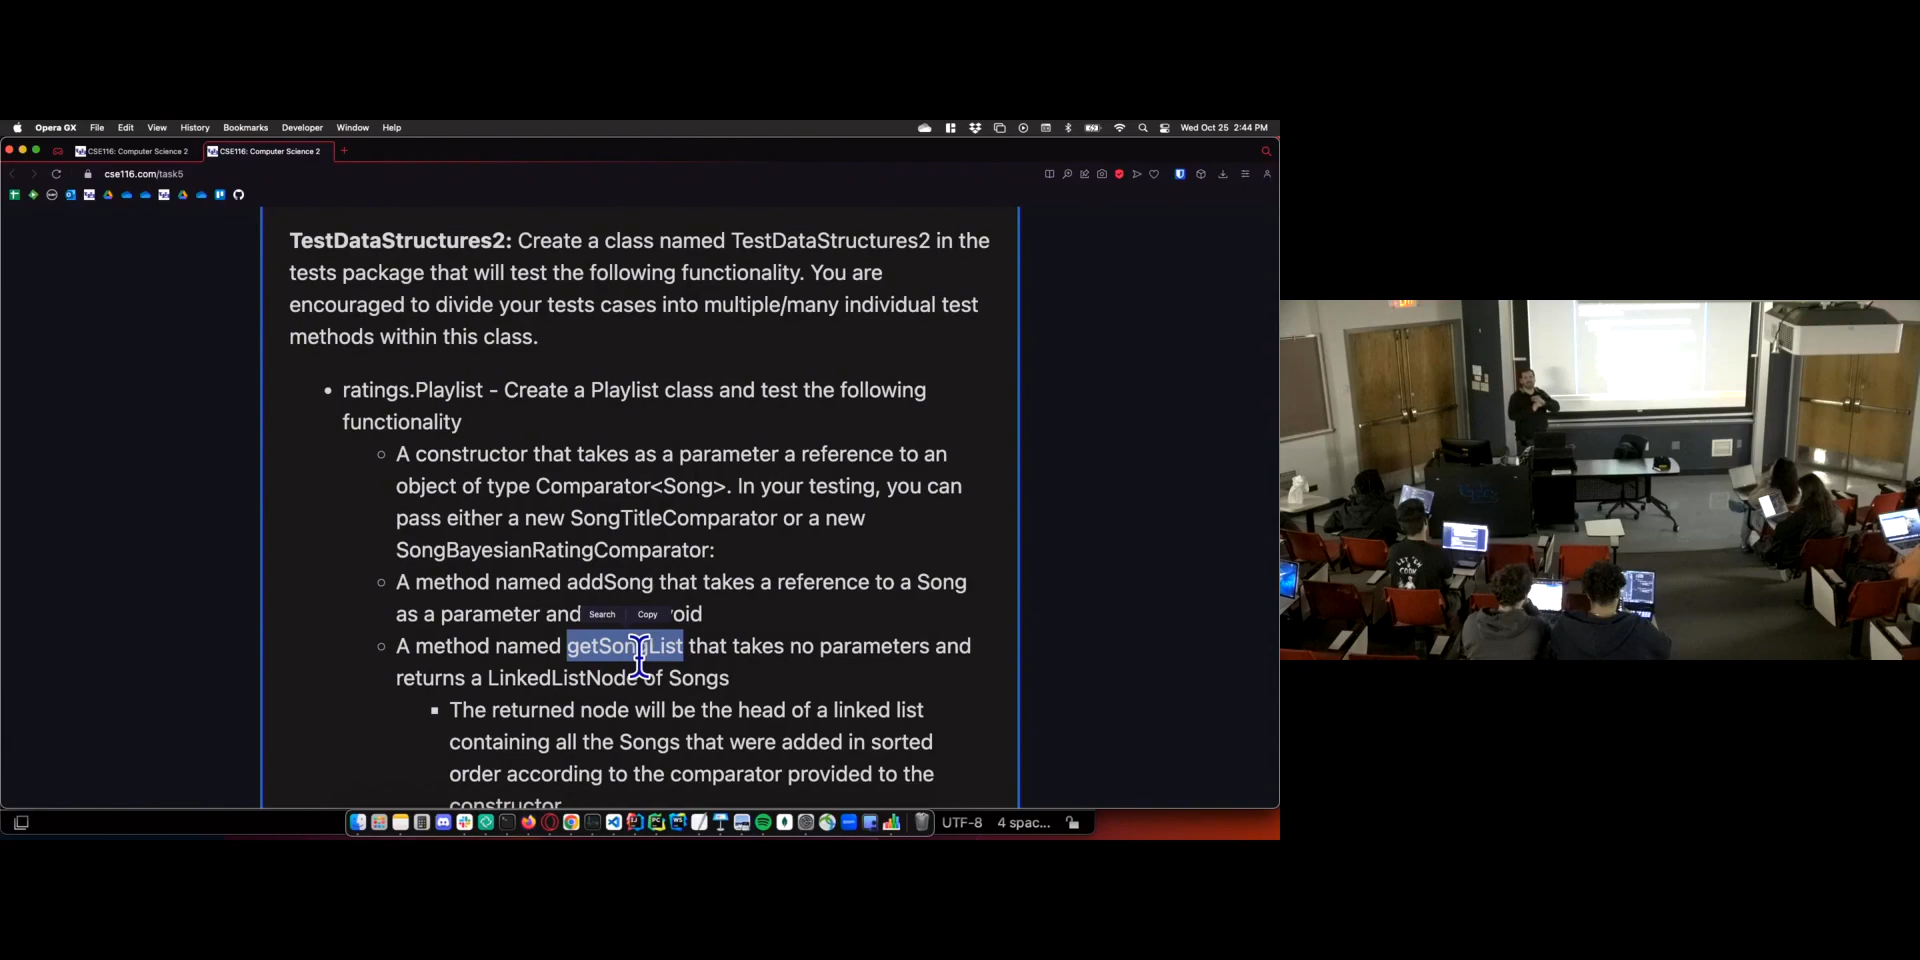 Opera GX File Edit View History Bookmarks Developer Window Help
Wed Oct 25 2:44 PM
CSE116: Computer Science 2
CSE116: Computer Science 2
cse116.com/task5
TestDataStructures2: Create a class named TestDataStructures2 in the
tests package that will test the following functionality. You are
encouraged to divide your tests cases into multiple/many individual test
methods within this class.
ratings.Playlist - Create a Playlist class and test the following
functionality
A constructor that takes as a parameter a reference to an
object of type Comparator<Song>. In your testing, you can
pass either a new SongTitleComparator or a new
SongBayesianRatingComparator:
A method named addSong that takes a reference to a Song
as a parameter and void
Search Copy
A method named getSongList that takes no parameters and
returns a LinkedListNode of Songs
The returned node will be the head of a linked list
containing all the Songs that were added in sorted
order according to the comparator provided to the
constructor
UTF-8 4 spac...
LET 'EM
COOK